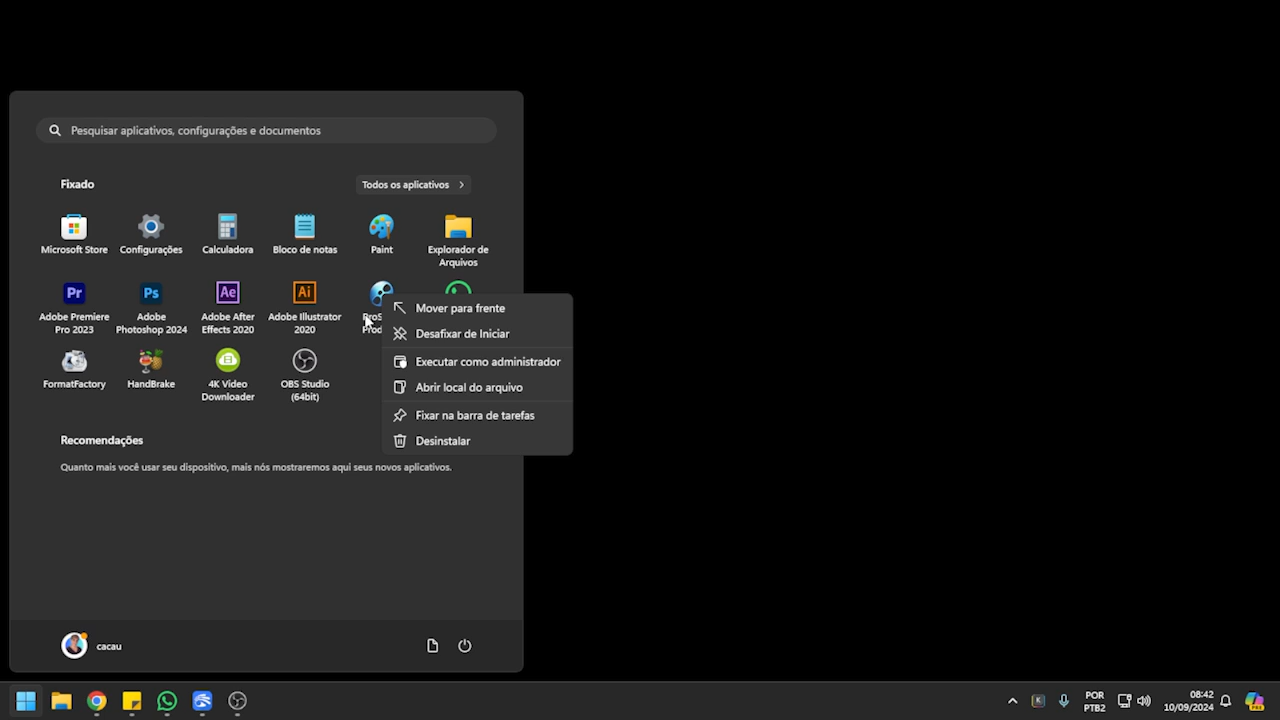 Pesquisar aplicativos, configurações e documentos
Fixado
Todos os aplicativos
Microsoft Store
Configurações
Calculadora
Bloco de notas
Paint
Explorador de
Arquivos
Pr
Ps
Ae
Ai
Adobe Premiere
Pro 2023
Adobe
Photoshop 2024
Adobe After
Effects 2020
Adobe Illustrator
2020
Mover para frente
Desafixar de Iniciar
Executar como administrador
Abrir local do arquivo
Fixar na barra de tarefas
Desinstalar
FormatFactory
HandBrake
4K Video
Downloader
OBS Studio
(64bit)
Recomendações
Quanto mais você usar seu dispositivo, mais nós mostraremos aqui seus novos aplicativos.
cacau
K
POR
PTB2
08:42
10/09/2024